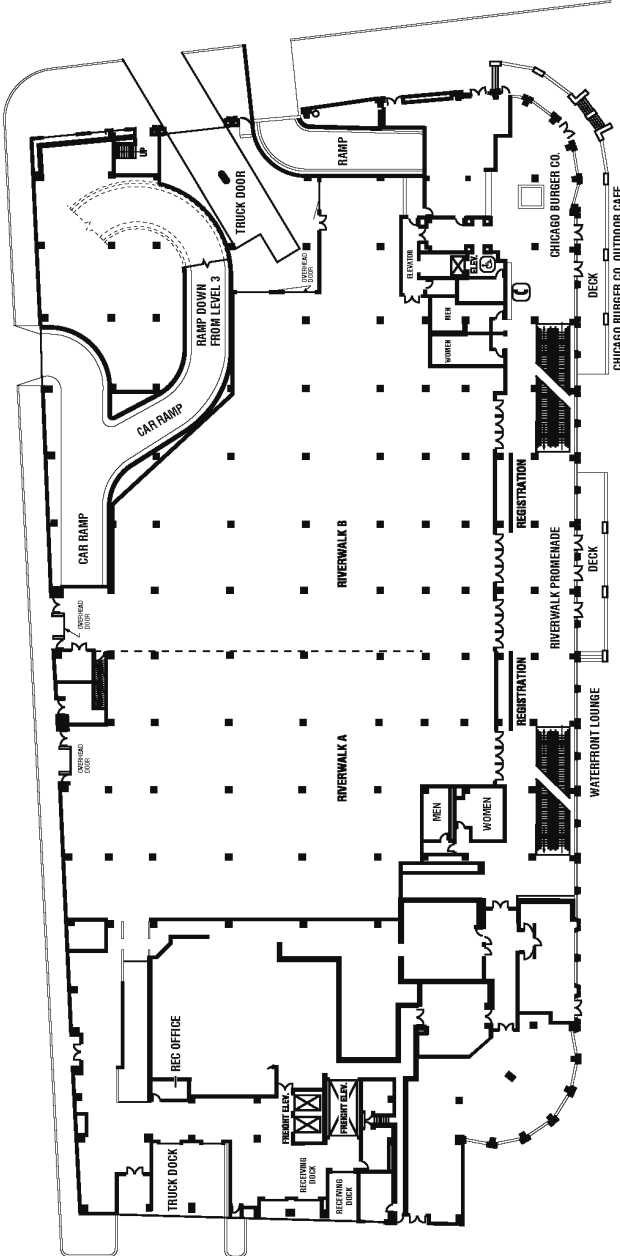 UP
RAMP
TRUCK DOOR
CHICAGO BURGER CO.
CHICAGO BURGER CO. OUTDOOR CAFE
DECK
ELEVATOR
ELEV.
OVERHEAD
DOOR
RAMP DOWN
FROM LEVEL 3
MEN
WOMEN
CAR RAMP
CAR RAMP
REGISTRATION
RIVERWALK B
RIVERWALK PROMENADE
DECK
OVERHEAD
DOOR
REGISTRATION
WATERFRONT LOUNGE
OVERHEAD
DOOR
RIVERWALK A
MEN
WOMEN
REC OFFICE
FREIGHT ELEV.
FREIGHT ELEV.
TRUCK DOCK
RECEIVING
DOCK
RECEIVING
DOCK